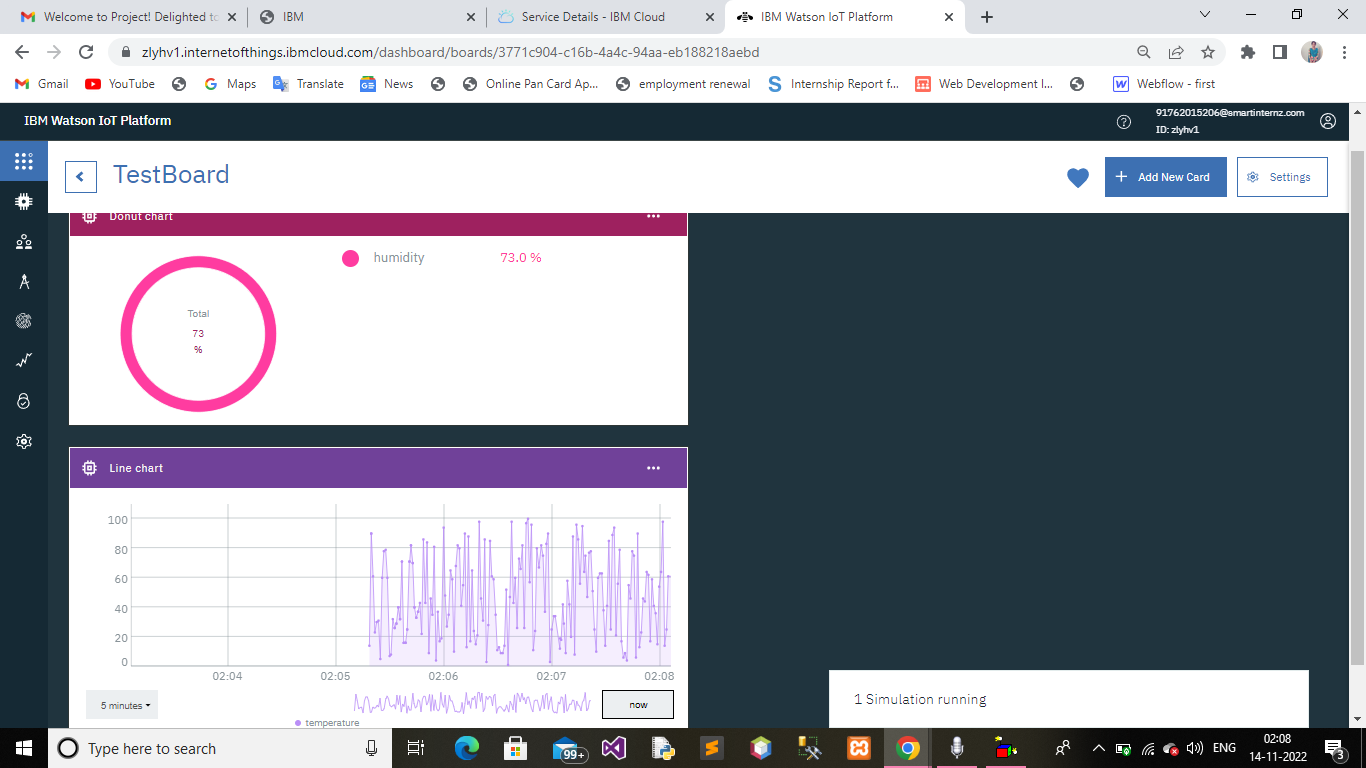 Welcome to Project! Delighted to
IBM
Service Details - IBM Cloud
IBM Watson IoT Platform
zlyhv1.internetofthings.ibmcloud.com/dashboard/boards/3771c904-c16b-4a4c-94aa-eb188218aebd
Gmail
YouTube
Maps
Translate
News
Online Pan Card Ap...
employment renewal
Internship Report f...
Web Development I...
Webflow - first
IBM Watson IoT Platform
91762015206@smartinternz.com
ID: zlyhv1
TestBoard
Add New Card
Settings
Donut chart
humidity
73.0 %
Total
73
%
Line chart
100
80
60
40
20
0
02:04
02:05
02:06
02:07
02:08
5 minutes
now
temperature
1 Simulation running
Type here to search
99+
ENG
02:08
14-11-2022
3